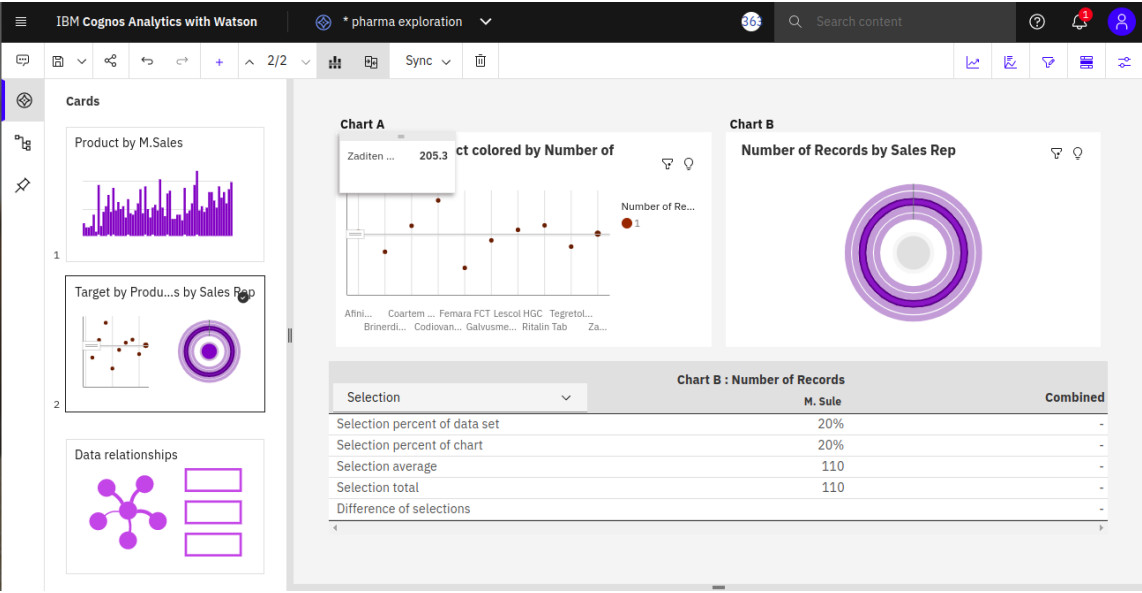 IBM Cognos Analytics with Watson
* pharma exploration
363
Search content
1
2/2
Sync
Cards
Product by M.Sales
1
Target by Produ...s by Sales Rep
2
Data relationships
Chart A
Zaditen ... 205.3
ct colored by Number of
Number of Re...
1
Afini... Coartem ... Femara FCT Lescol HGC Tegretol...
Brinerdi... Codiovan... Galvusme... Ritalin Tab Za...
Chart B
Number of Records by Sales Rep
Chart B : Number of Records
Selection M. Sule Combined
Selection percent of data set 20% -
Selection percent of chart 20% -
Selection average 110 -
Selection total 110 -
Difference of selections -